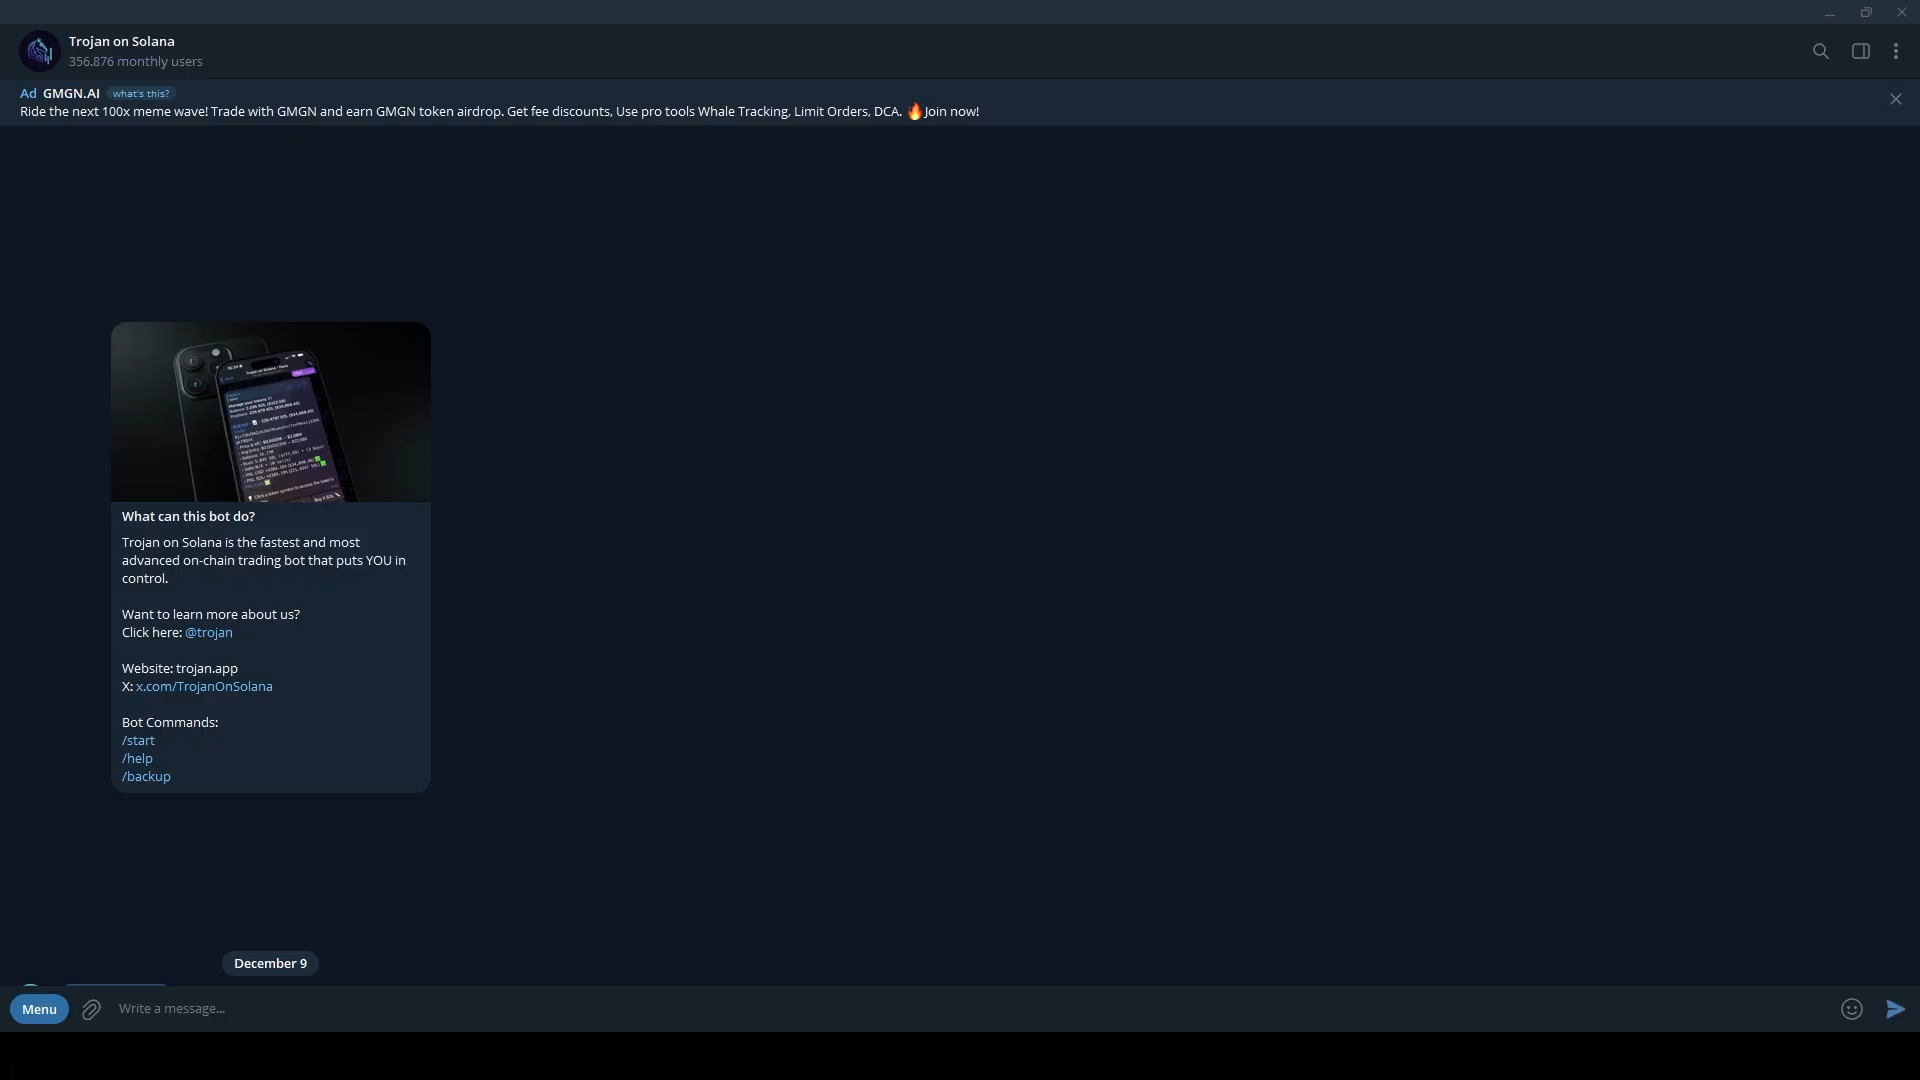 Trojan on Solana
356.876 monthly users
Ad GMGN.AI what's this?
Ride the next 100x meme wave! Trade with GMGN and earn GMGN token airdrop. Get fee discounts, Use pro tools Whale Tracking, Limit Orders, DCA. 🔥Join now!
What can this bot do?
Trojan on Solana is the fastest and most
advanced on-chain trading bot that puts YOU in
control.
Want to learn more about us?
Click here: @trojan
Website: trojan.app
X: x.com/TrojanOnSolana
Bot Commands:
/start
/help
/backup
December 9
Menu
Write a message...